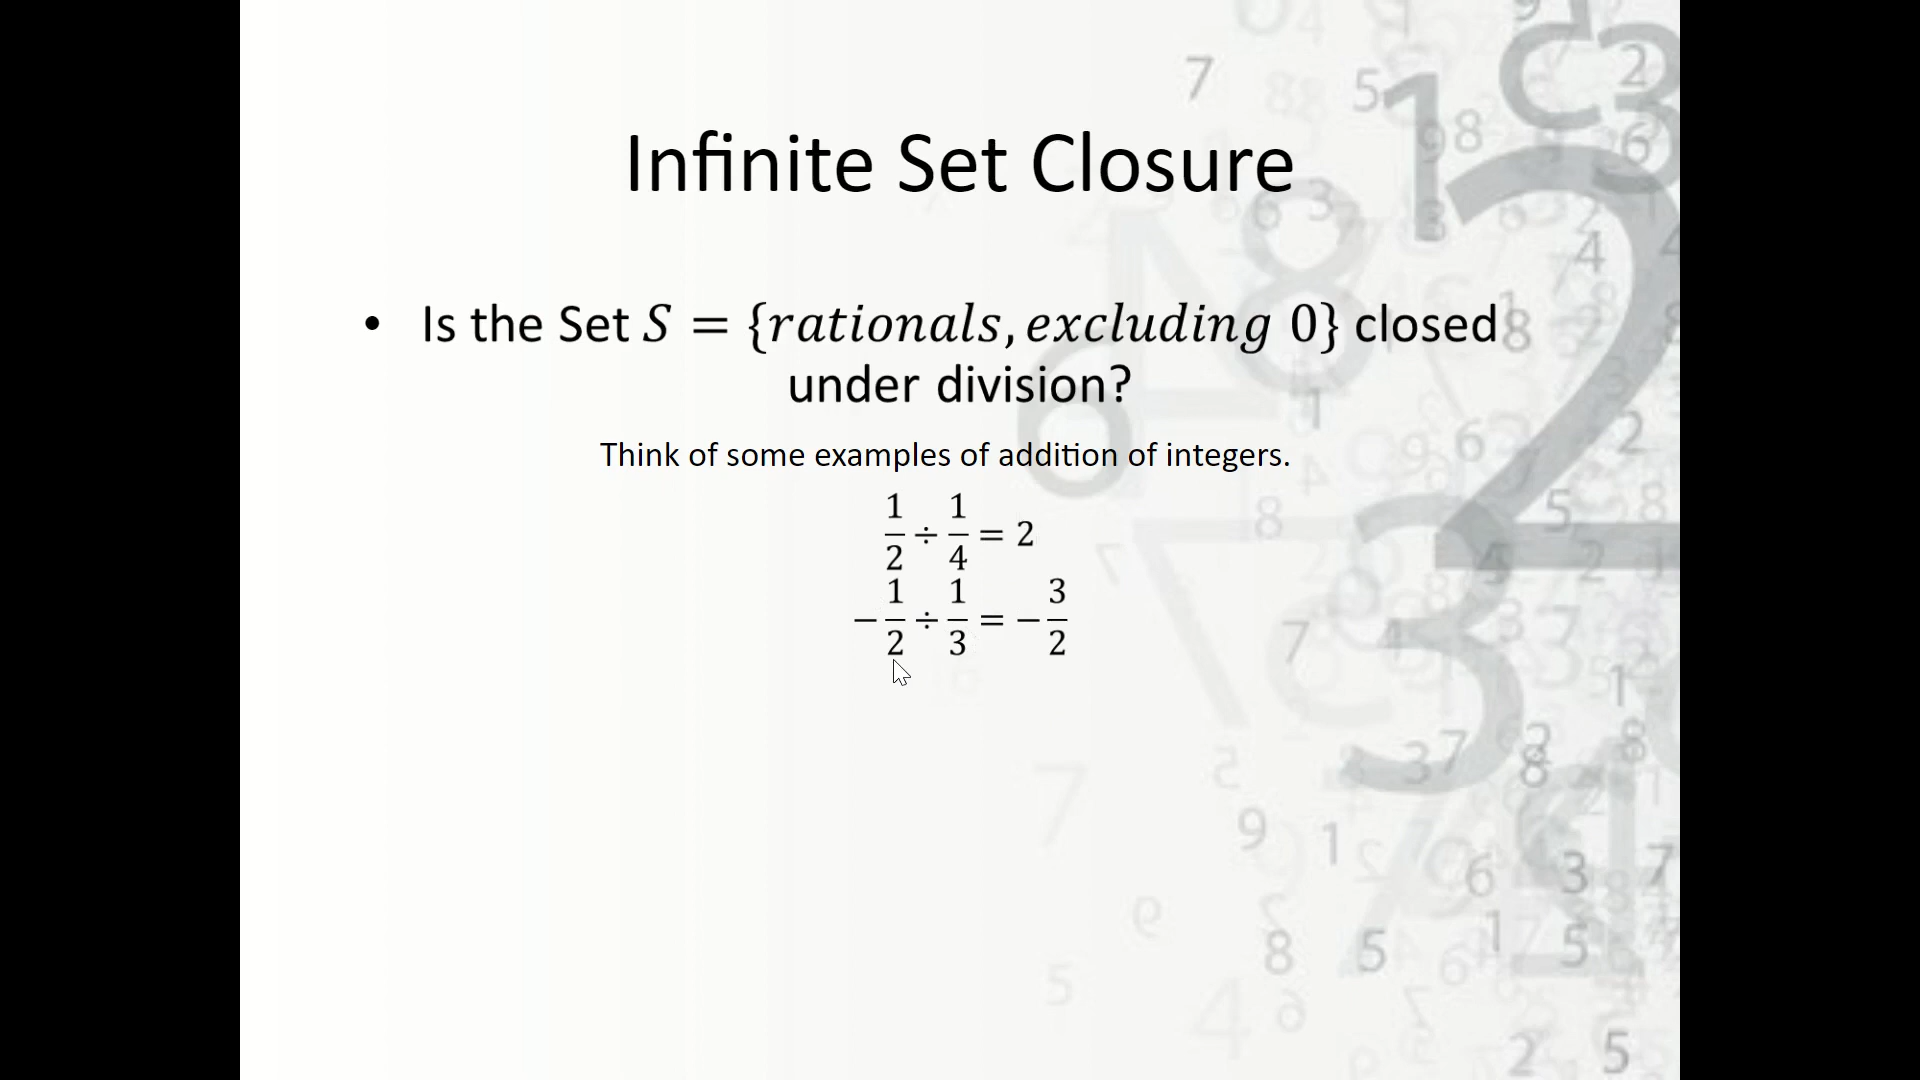 Infinite Set Closure
• Is the Set S = {rationals, excluding 0} closed
under division?
Think of some examples of addition of integers.
1/2 ÷ 1/4 = 2
−1/2 ÷ 1/3 = −3/2